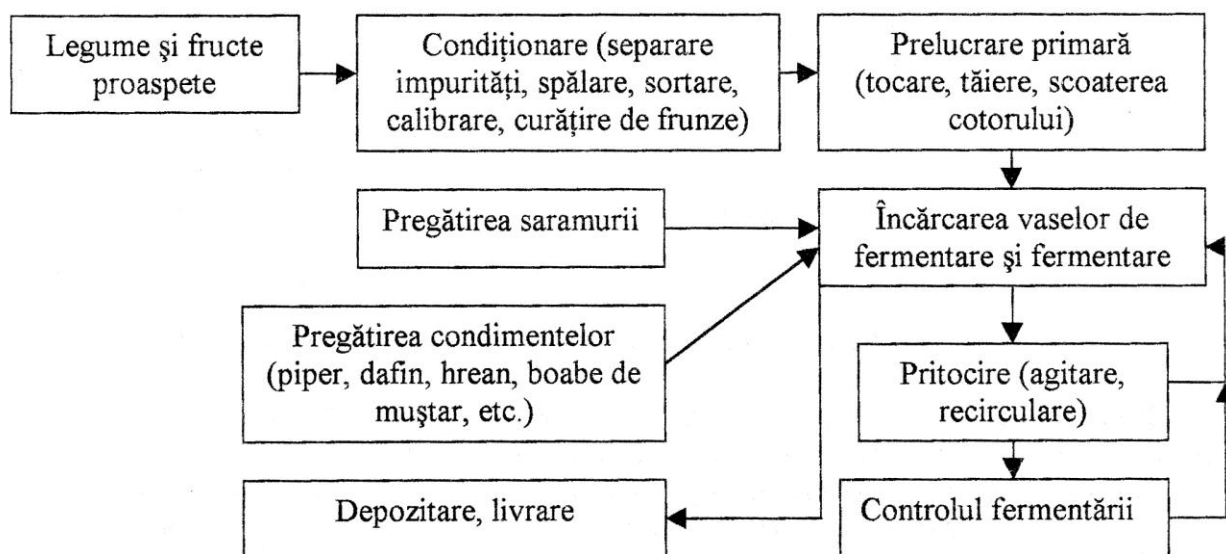 Legume şi fructe
proaspete
Condiţionare (separare
impurităţi, spălare, sortare,
calibrare, curăţire de frunze)
Prelucrare primară
(tocare, tăiere, scoaterea
cotorului)
Pregătirea saramurii
Încărcarea vaselor de
fermentare şi fermentare
Pregătirea condimentelor
(piper, dafin, hrean, boabe de
muştar, etc.)
Pritocire (agitare,
recirculare)
Depozitare, livrare
Controlul fermentării